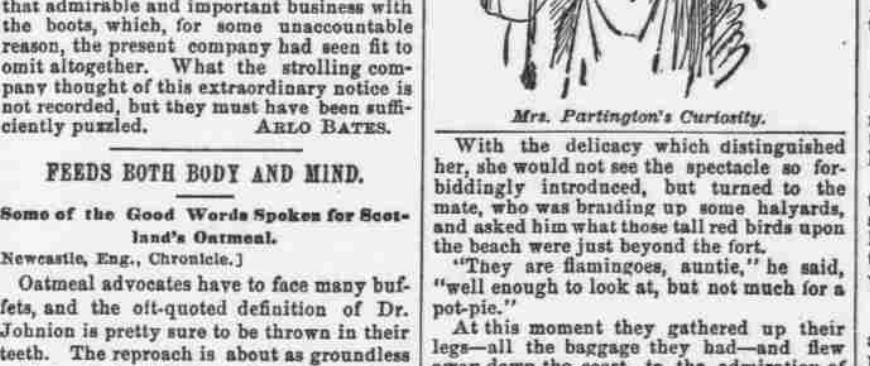 that admirable and important business with
the boots, which, for some unaccountable
reason, the present company had seen fit to
omit altogether. What the strolling com-
pany thought of this extraordinary notice is
not recorded, but they must have been suffi-
ciently puzzled. ARLO BATES.
FEEDS BOTH BODY AND MIND.
Some of the Good Words Spoken for Scot-
land's Oatmeal.
Newcastle, Eng., Chronicle.]
Oatmeal advocates have to face many buf-
fets, and the oft-quoted definition of Dr.
Johnion is pretty sure to be thrown in their
teeth. The reproach is about as groundless
Mrs. Partington's Curiosity.
With the delicacy which distinguished
her, she would not see the spectacle so for-
biddingly introduced, but turned to the
mate, who was braiding up some halyards,
and asked him what those tall red birds upon
the beach were just beyond the fort.
"They are flamingoes, auntie," he said,
"well enough to look at, but not much for a
pot-pie."
At this moment they gathered up their
legs—all the baggage they had—and flew
away down the coast, to the admiration of